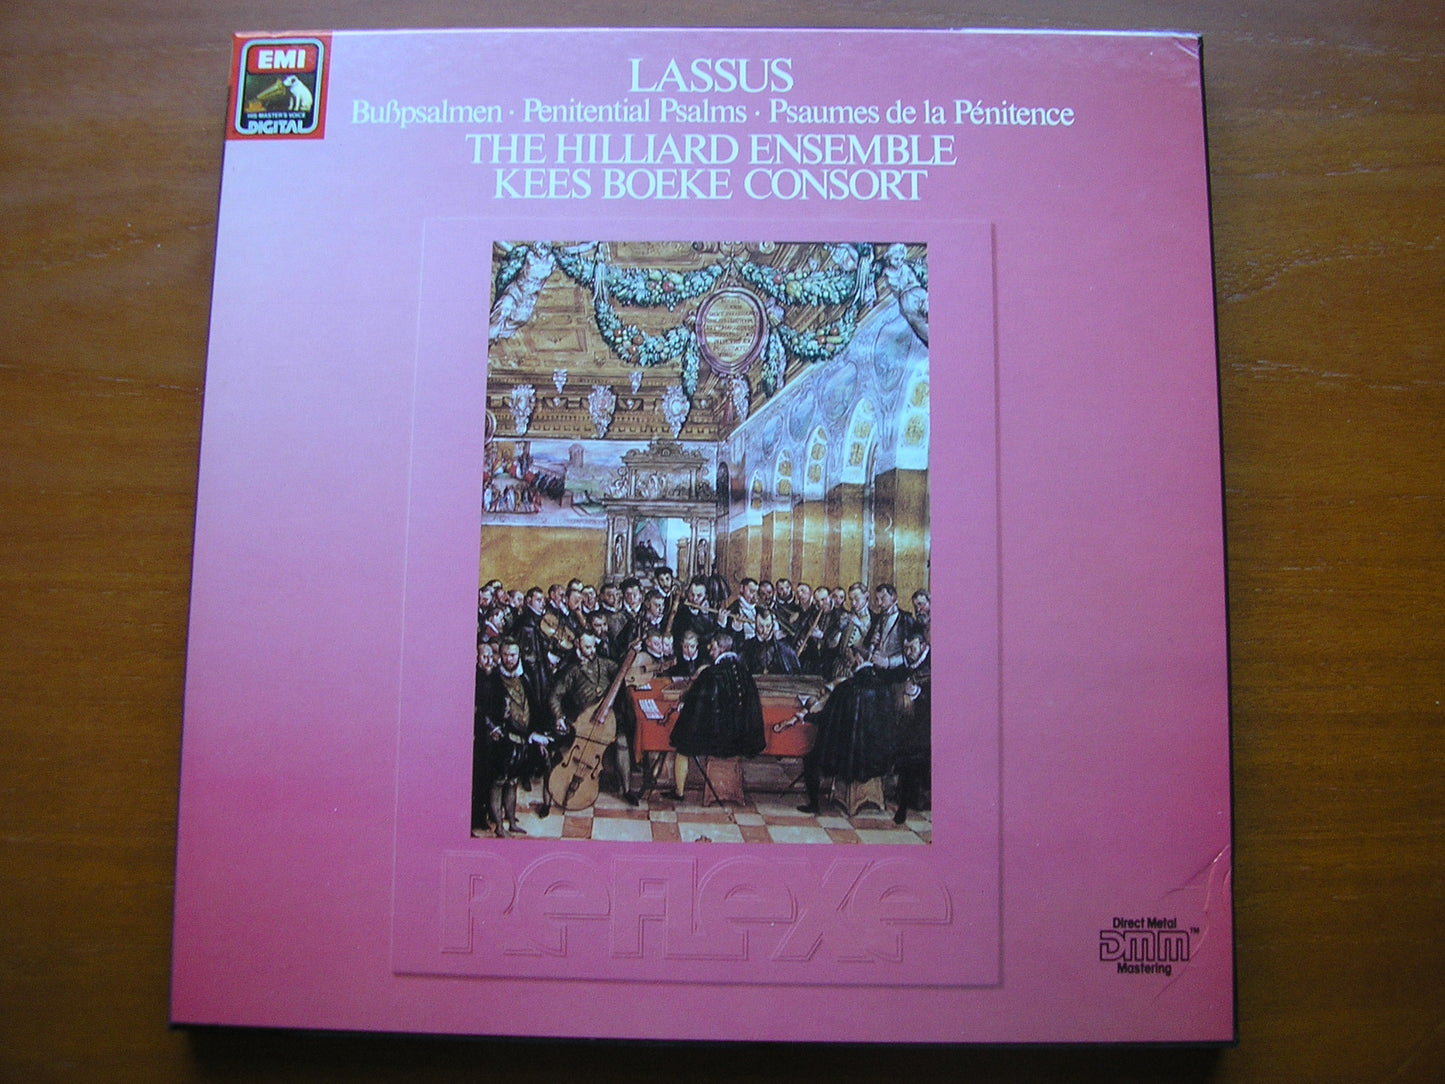 EMI
HIS MASTER'S VOICE
DIGITAL
LASSUS
Bußpsalmen · Penitential Psalms · Psaumes de la Pénitence
THE HILLIARD ENSEMBLE
KEES BOEKE CONSORT
REFLEXE
Direct Metal
DMM™
Mastering